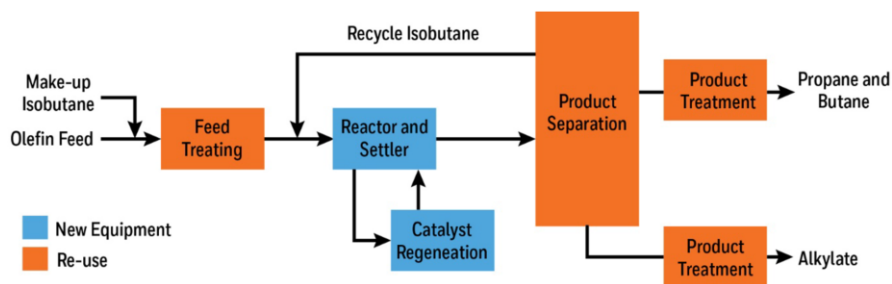 Recycle Isobutane
Make-up
Isobutane
Olefin Feed
Feed
Treating
Reactor and
Settler
Catalyst
Regeneation
Product
Separation
Product
Treatment
Propane and
Butane
Product
Treatment
Alkylate
New Equipment
Re-use